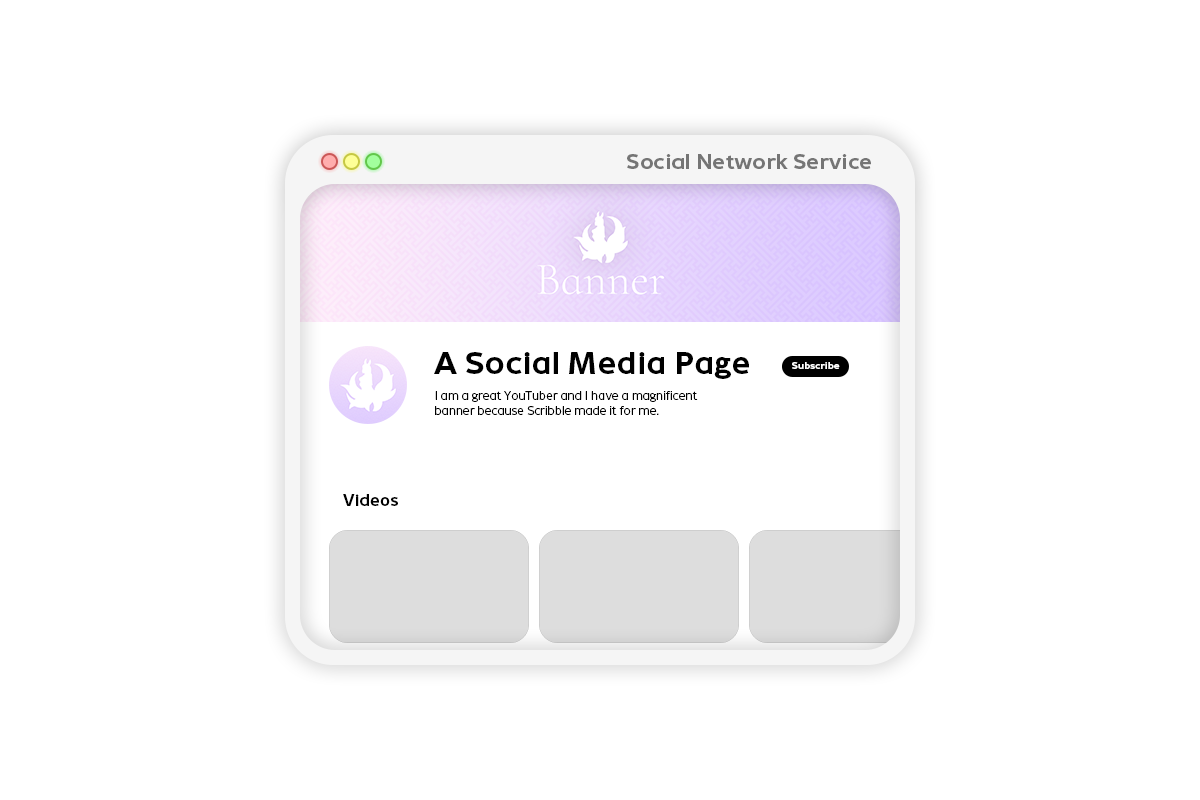 Social Network Service
Banner
A Social Media Page
Subscribe
I am a great YouTuber and I have a magnificent
banner because Scribble made it for me.
Videos